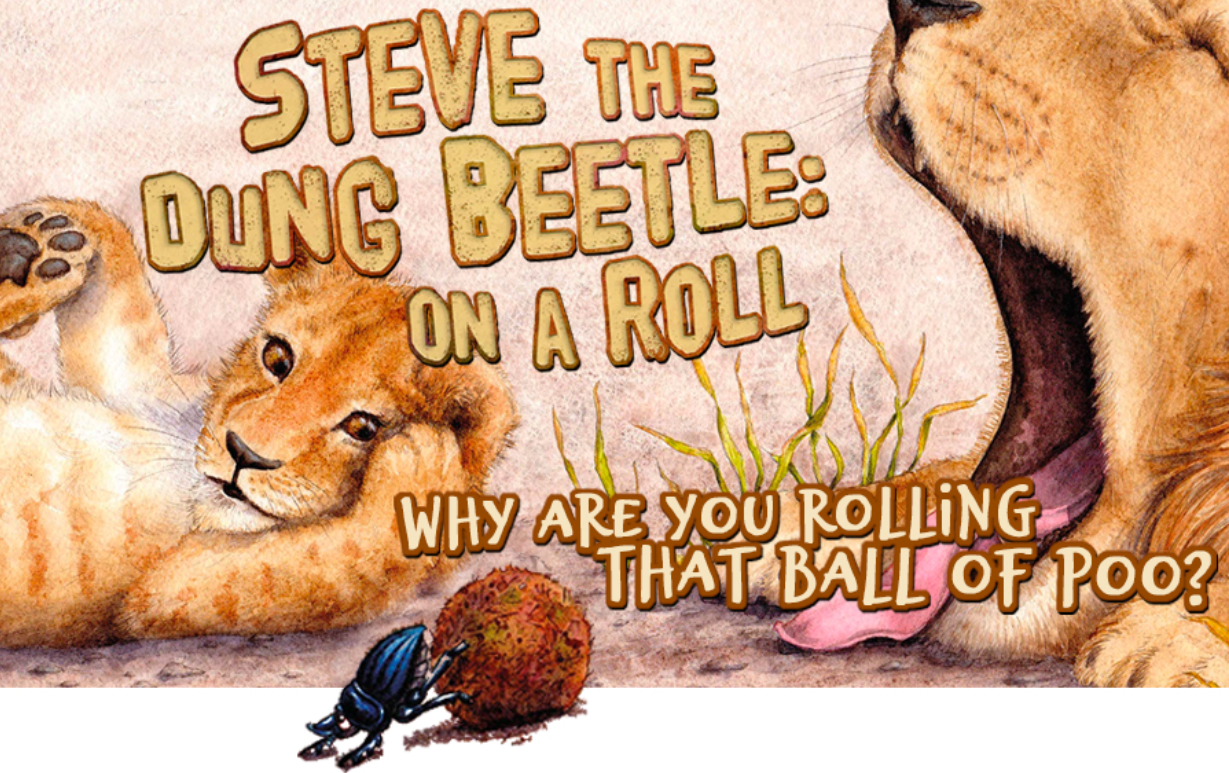 STEVE THE
DUNG BEETLE:
ON A ROLL
WHY ARE YOU ROLLING
THAT BALL OF POO?